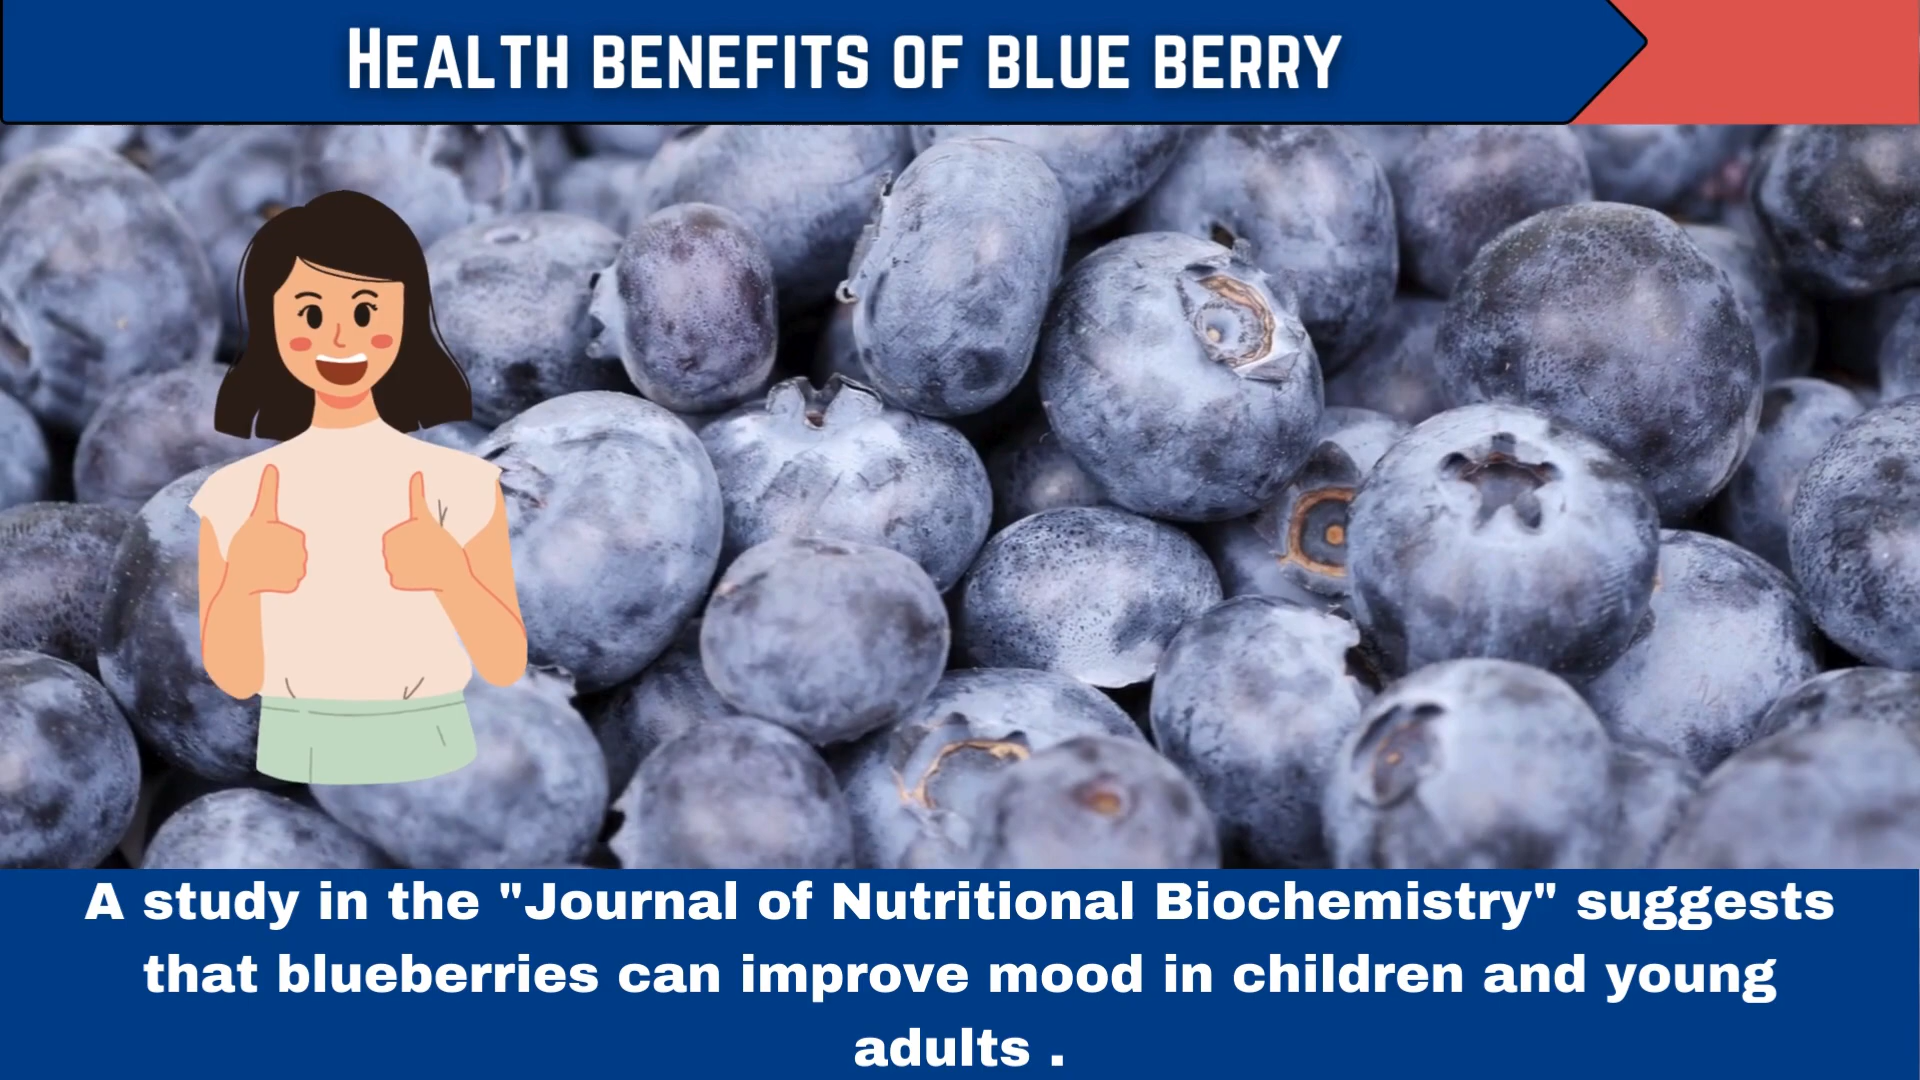 HEALTH BENEFITS OF BLUE BERRY
A study in the "Journal of Nutritional Biochemistry" suggests
that blueberries can improve mood in children and young
adults .